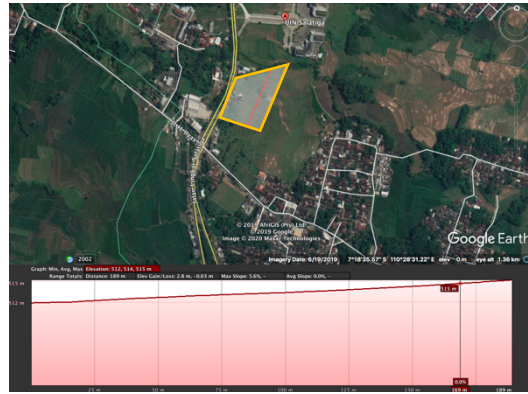 UIN Salatiga
© 2019 AfriGIS (Pty) Ltd.
© 2019 Google
Image © 2020 Maxar Technologies
Google Earth
2002
Imagery Date: 6/19/2019 7°18'35.57" S 110°28'31.22" E elev 0 m eye alt 1.36 km
Graph: Min, Avg, Max Elevation: 512, 514, 515 m
Range Totals: Distance: 189 m Elev Gain/Loss: 2.8 m, -0.03 m Max Slope: 5.6%, - Avg Slope: 0.0%, -
515 m
515 m
512 m
0.0%
25 m 50 m 75 m 100 m 125 m 150 m 169 m 189 m